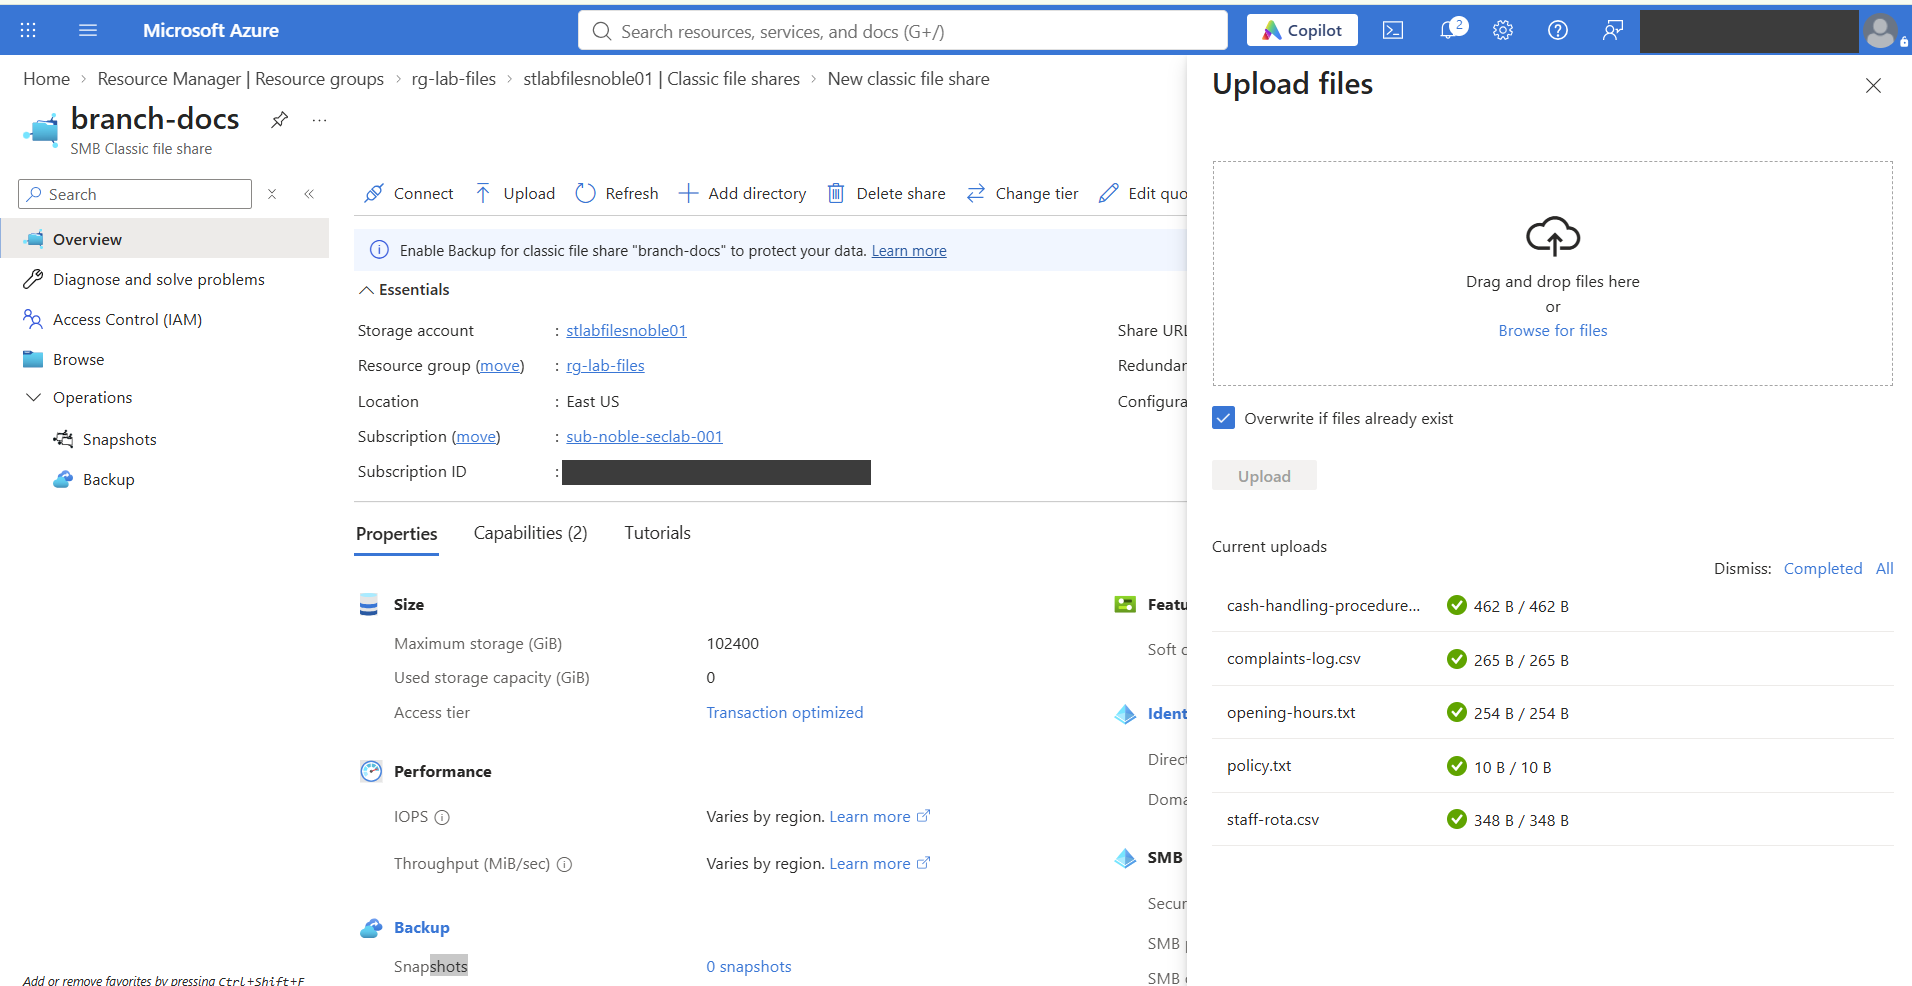 Microsoft Azure
Search resources, services, and docs (G+/)
Copilot
2
Home > Resource Manager | Resource groups > rg-lab-files > stlabfilesnoble01 | Classic file shares > New classic file share
branch-docs
...
SMB Classic file share
Search
Overview
Diagnose and solve problems
Access Control (IAM)
Browse
Operations
Snapshots
Backup
Add or remove favorites by pressing Ctrl+Shift+F
Connect
Upload
Refresh
Add directory
Delete share
Change tier
Edit quo
Enable Backup for classic file share "branch-docs" to protect your data. Learn more
Essentials
Storage account : stlabfilesnoble01
Resource group (move) : rg-lab-files
Location : East US
Subscription (move) : sub-noble-seclab-001
Subscription ID :
Share URL
Redundar
Configura
Properties
Capabilities (2)
Tutorials
Size
Maximum storage (GiB) 102400
Used storage capacity (GiB) 0
Access tier Transaction optimized
Performance
IOPS Varies by region. Learn more
Throughput (MiB/sec) Varies by region. Learn more
Backup
Snapshots 0 snapshots
Featu
Soft c
Ident
Direct
Doma
SMB
Secur
SMB
SMB
Upload files
Drag and drop files here
or
Browse for files
Overwrite if files already exist
Upload
Current uploads
Dismiss: Completed All
cash-handling-procedure... 462 B / 462 B
complaints-log.csv 265 B / 265 B
opening-hours.txt 254 B / 254 B
policy.txt 10 B / 10 B
staff-rota.csv 348 B / 348 B